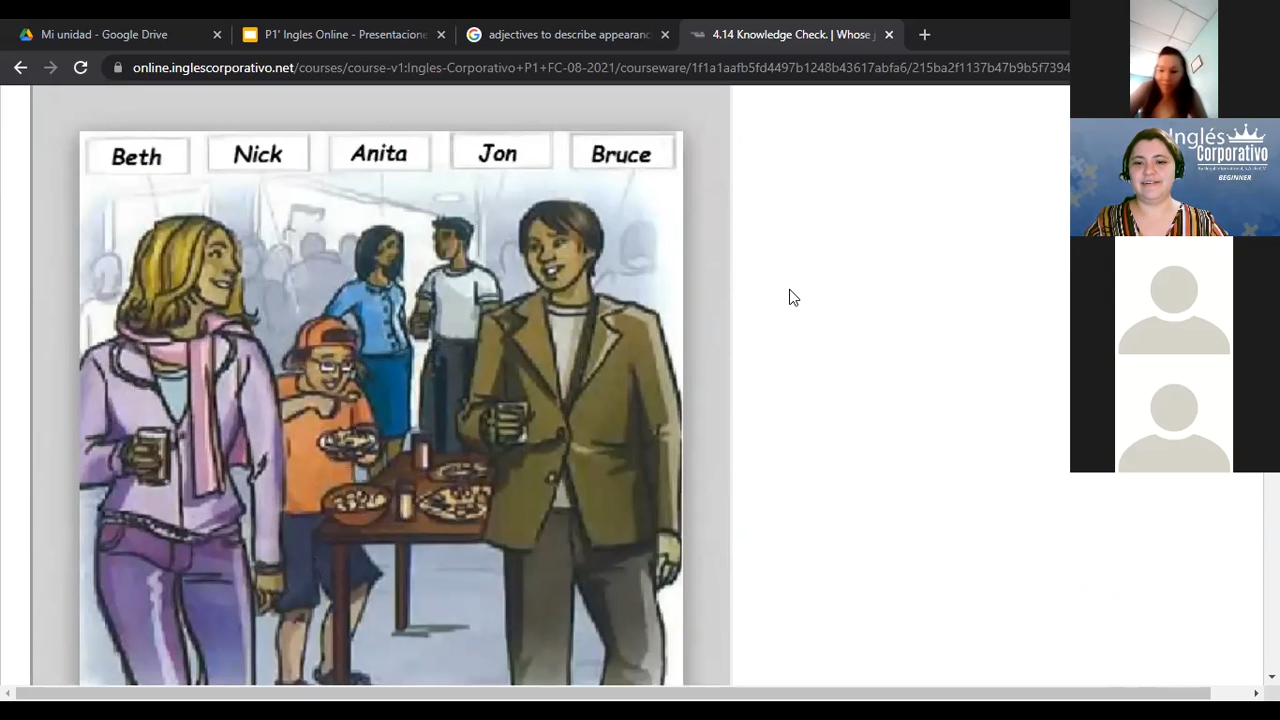 Mi unidad - Google Drive
P1' Ingles Online - Presentacione
adjectives to describe appearanc
4.14 Knowledge Check. | Whose j
online.inglescorporativo.net/courses/course-v1:Ingles-Corporativo+P1+FC-08-2021/courseware/1f1a1aafb5fd4497b1248b43617abfa6/215ba2f1137b47b9b5f7394
Beth Nick Anita Jon Bruce
Inglés
Corporativo
BEGINNER